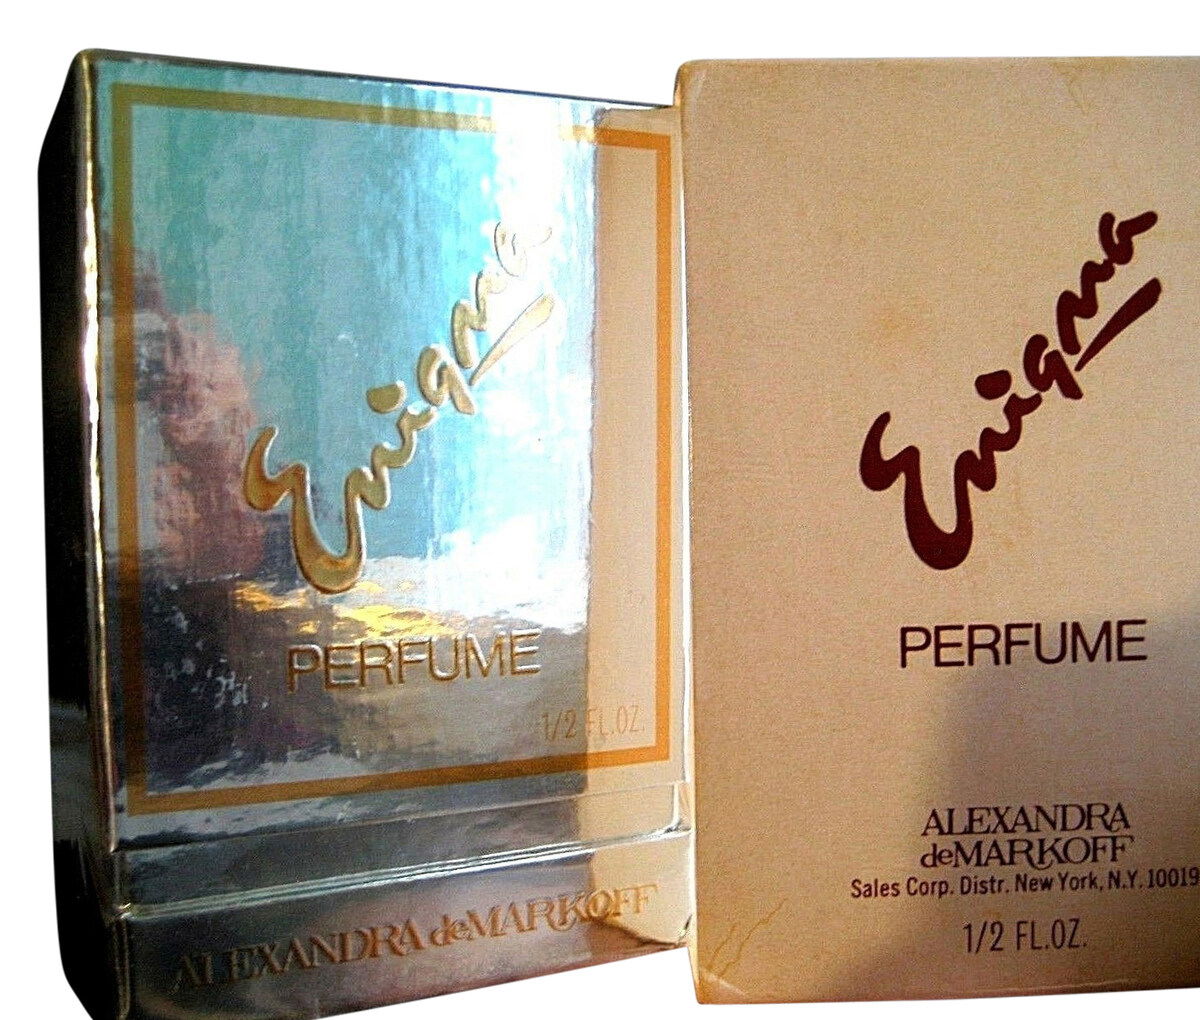 Enigma
PERFUME
1/2 FL.OZ.
ALEXANDRA deMARKOFF
Enigma
PERFUME
ALEXANDRA
deMARKOFF
Sales Corp. Distr. New York, N.Y. 10019
1/2 FL.OZ.